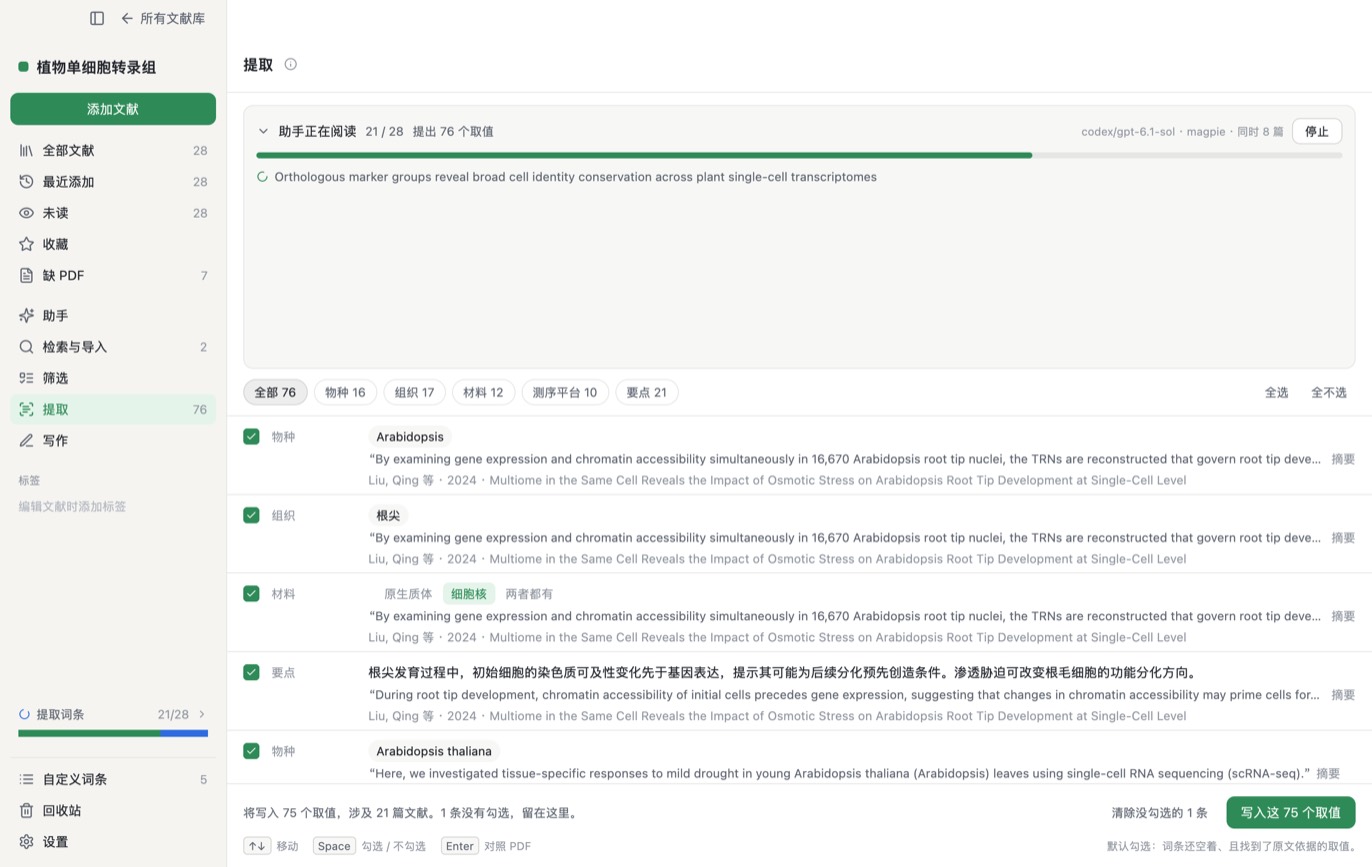 所有文献库
植物单细胞转录组
添加文献
全部文献 28
最近添加 28
未读 28
收藏
缺 PDF 7
助手
检索与导入 2
筛选
提取 76
写作
标签
编辑文献时添加标签
提取词条 21/28
自定义词条 5
回收站
设置
提取
助手正在阅读 21 / 28 提出 76 个取值 codex/gpt-6.1-sol · magpie · 同时 8 篇 停止
Orthologous marker groups reveal broad cell identity conservation across plant single-cell transcriptomes
全部 76 物种 16 组织 17 材料 12 测序平台 10 要点 21 全选 全不选
物种 Arabidopsis
“By examining gene expression and chromatin accessibility simultaneously in 16,670 Arabidopsis root tip nuclei, the TRNs are reconstructed that govern root tip deve... 摘要
Liu, Qing 等 · 2024 · Multiome in the Same Cell Reveals the Impact of Osmotic Stress on Arabidopsis Root Tip Development at Single-Cell Level
组织 根尖
“By examining gene expression and chromatin accessibility simultaneously in 16,670 Arabidopsis root tip nuclei, the TRNs are reconstructed that govern root tip deve... 摘要
Liu, Qing 等 · 2024 · Multiome in the Same Cell Reveals the Impact of Osmotic Stress on Arabidopsis Root Tip Development at Single-Cell Level
材料 原生质体 细胞核 两者都有
“By examining gene expression and chromatin accessibility simultaneously in 16,670 Arabidopsis root tip nuclei, the TRNs are reconstructed that govern root tip deve... 摘要
Liu, Qing 等 · 2024 · Multiome in the Same Cell Reveals the Impact of Osmotic Stress on Arabidopsis Root Tip Development at Single-Cell Level
要点 根尖发育过程中，初始细胞的染色质可及性变化先于基因表达，提示其可能为后续分化预先创造条件。渗透胁迫可改变根毛细胞的功能分化方向。
“During root tip development, chromatin accessibility of initial cells precedes gene expression, suggesting that changes in chromatin accessibility may prime cells for... 摘要
Liu, Qing 等 · 2024 · Multiome in the Same Cell Reveals the Impact of Osmotic Stress on Arabidopsis Root Tip Development at Single-Cell Level
物种 Arabidopsis thaliana
“Here, we investigated tissue-specific responses to mild drought in young Arabidopsis thaliana (Arabidopsis) leaves using single-cell RNA sequencing (scRNA-seq).” 摘要
将写入 75 个取值，涉及 21 篇文献。1 条没有勾选，留在这里。 清除没勾选的 1 条 写入这 75 个取值
↑↓ 移动 Space 勾选 / 不勾选 Enter 对照 PDF 默认勾选：词条还空着、且找到了原文依据的取值。